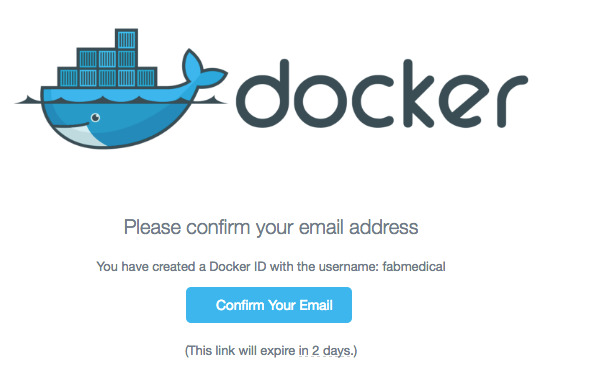 docker
Please confirm your email address
You have created a Docker ID with the username: fabmedical
Confirm Your Email
(This link will expire in 2 days.)